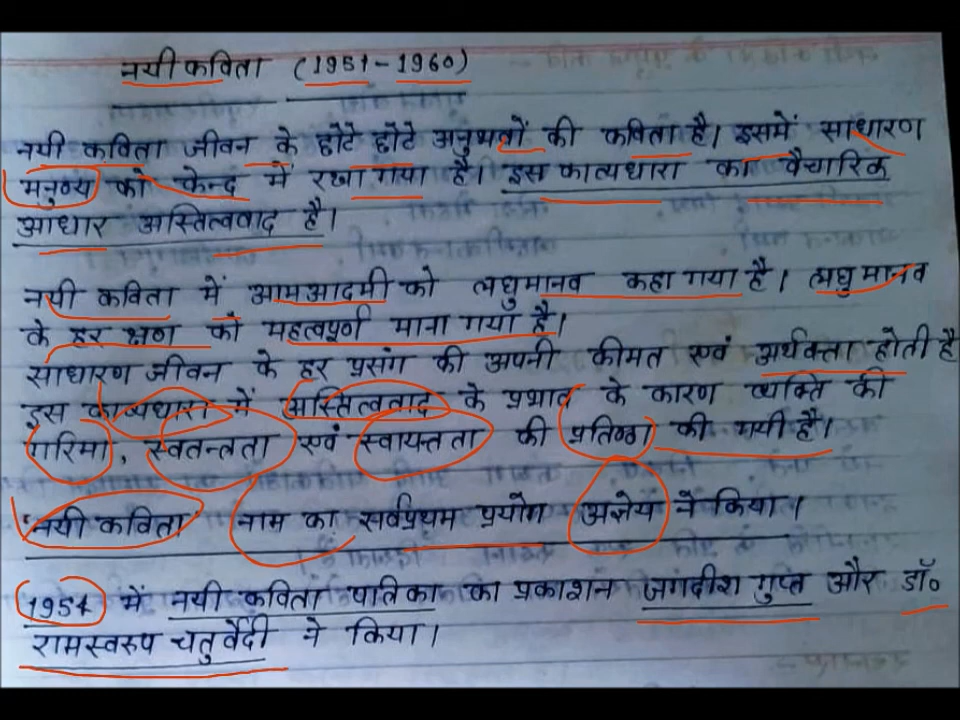 नयी कविता (1951-1960)
नयी कविता जीवन के छोटे छोटे अनुभवों की कविता है। इसमें साधारण
मनुष्य को केन्द्र में रखा गया है। इस काव्यधारा का वैचारिक
आधार अस्तित्ववाद है।
नयी कविता में आमआदमी को लघुमानव कहा गया है। लघुमानव
के हर क्षण को महत्वपूर्ण माना गया है।
साधारण जीवन के हर प्रसंग की अपनी कीमत एवं अर्थवत्ता होती है
इस काव्यधारा में अस्तित्ववाद के प्रभाव के कारण व्यक्ति की
गरिमा, स्वतन्त्रता एवं स्वायत्तता की प्रतिष्ठा की गयी है।
'नयी कविता' नाम का सर्वप्रथम प्रयोग अज्ञेय ने किया।
1954 में नयी कविता पत्रिका का प्रकाशन जगदीश गुप्त और डॉ०
रामस्वरुप चतुर्वेदी ने किया।